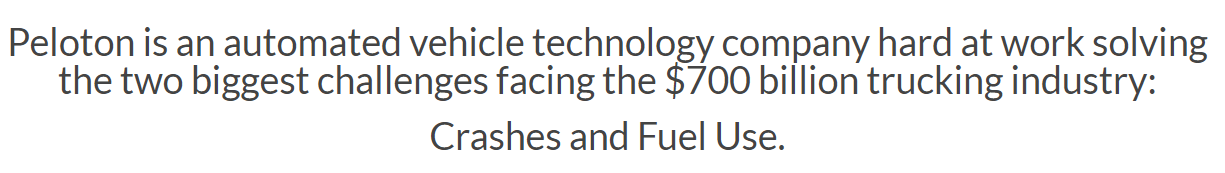 Peloton is an automated vehicle technology company hard at work solving
the two biggest challenges facing the $700 billion trucking industry:
Crashes and Fuel Use.